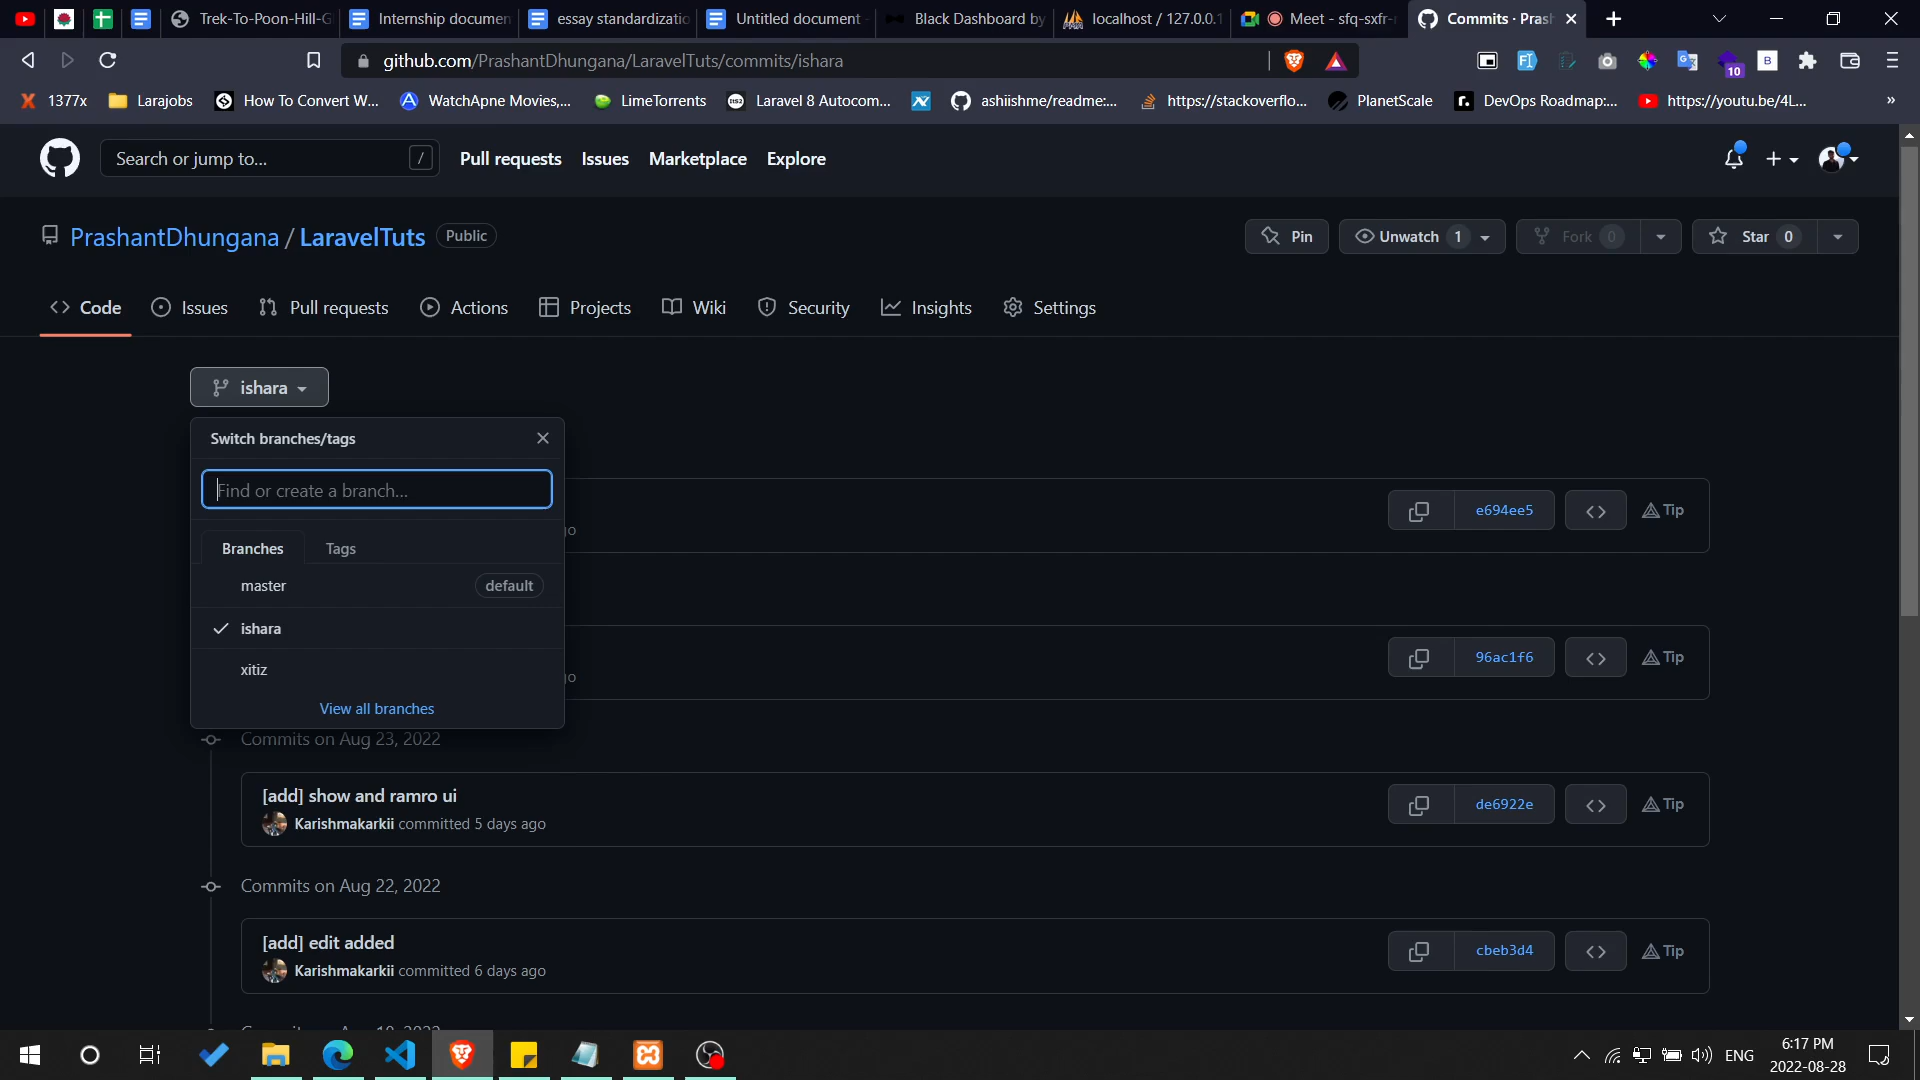 Trek-To-Poon-Hill-G
Internship documen
essay standardizatio
Untitled document
Black Dashboard by
localhost / 127.0.0.1
Meet - sfq-sxfr-
Commits · Pras
github.com/PrashantDhungana/LaravelTuts/commits/ishara
10
1377x
Larajobs
How To Convert W...
WatchApne Movies,...
LimeTorrents
Laravel 8 Autocom...
ashiishme/readme:...
https://stackoverflo...
PlanetScale
DevOps Roadmap:...
https://youtu.be/4L...
»
Search or jump to...
/
Pull requests
Issues
Marketplace
Explore
PrashantDhungana / LaravelTuts
Public
Pin
Unwatch 1
Fork 0
Star 0
Code
Issues
Pull requests
Actions
Projects
Wiki
Security
Insights
Settings
ishara
Switch branches/tags
Find or create a branch...
go
e694ee5
Tip
Branches
Tags
master
default
ishara
xitiz
go
96ac1f6
Tip
View all branches
Commits on Aug 23, 2022
[add] show and ramro ui
Karishmakarkii committed 5 days ago
de6922e
Tip
Commits on Aug 22, 2022
[add] edit added
Karishmakarkii committed 6 days ago
cbeb3d4
Tip
ENG
6:17 PM
2022-08-28